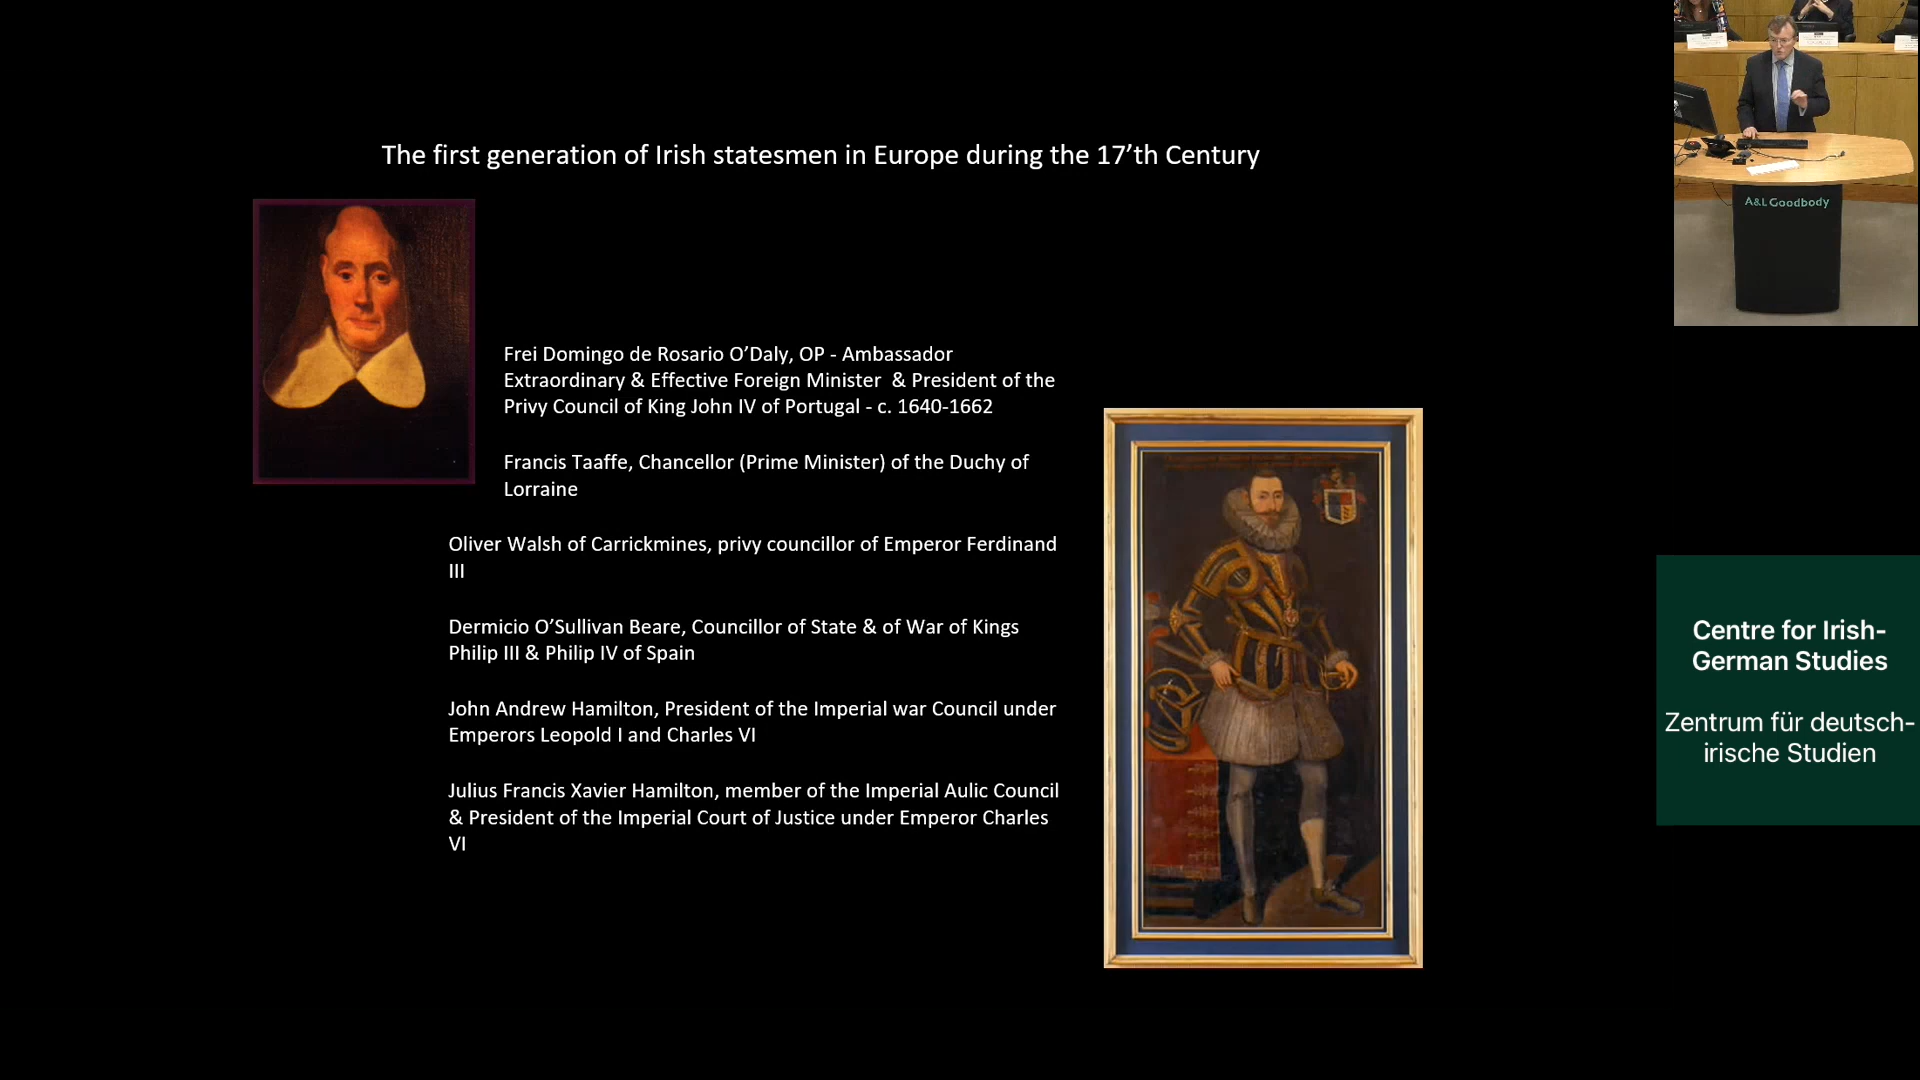 The first generation of Irish statesmen in Europe during the 17’th Century
Frei Domingo de Rosario O’Daly, OP - Ambassador
Extraordinary & Effective Foreign Minister & President of the
Privy Council of King John IV of Portugal - c. 1640-1662
Francis Taaffe, Chancellor (Prime Minister) of the Duchy of
Lorraine
Oliver Walsh of Carrickmines, privy councillor of Emperor Ferdinand
III
Dermicio O’Sullivan Beare, Councillor of State & of War of Kings
Philip III & Philip IV of Spain
John Andrew Hamilton, President of the Imperial war Council under
Emperors Leopold I and Charles VI
Julius Francis Xavier Hamilton, member of the Imperial Aulic Council
& President of the Imperial Court of Justice under Emperor Charles
VI
A&L Goodbody
Centre for Irish-
German Studies
Zentrum für deutsch-
irische Studien